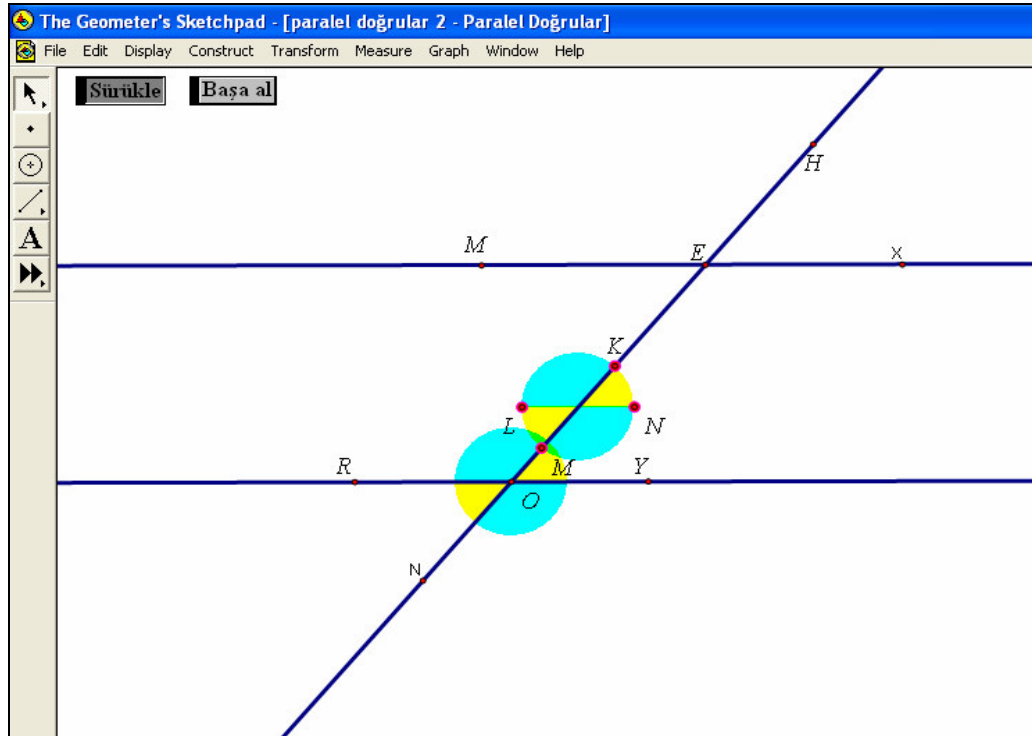 The Geometer's Sketchpad - [paralel doğrular 2 - Paralel Doğrular]
File Edit Display Construct Transform Measure Graph Window Help
Sürükle Başa al
A
H
M E X
K
L N
R M Y
O
N